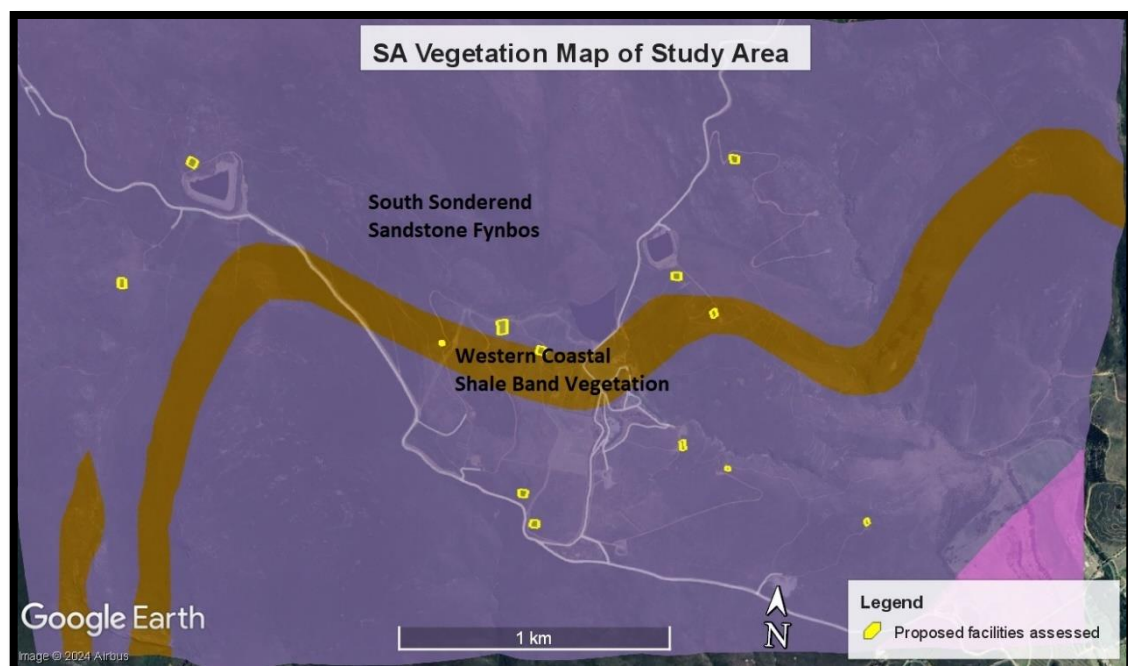 SA Vegetation Map of Study Area
South Sonderend
Sandstone Fynbos
Western Coastal
Shale Band Vegetation
Google Earth
Image © 2024 Airbus
1 km
N
Legend
Proposed facilities assessed